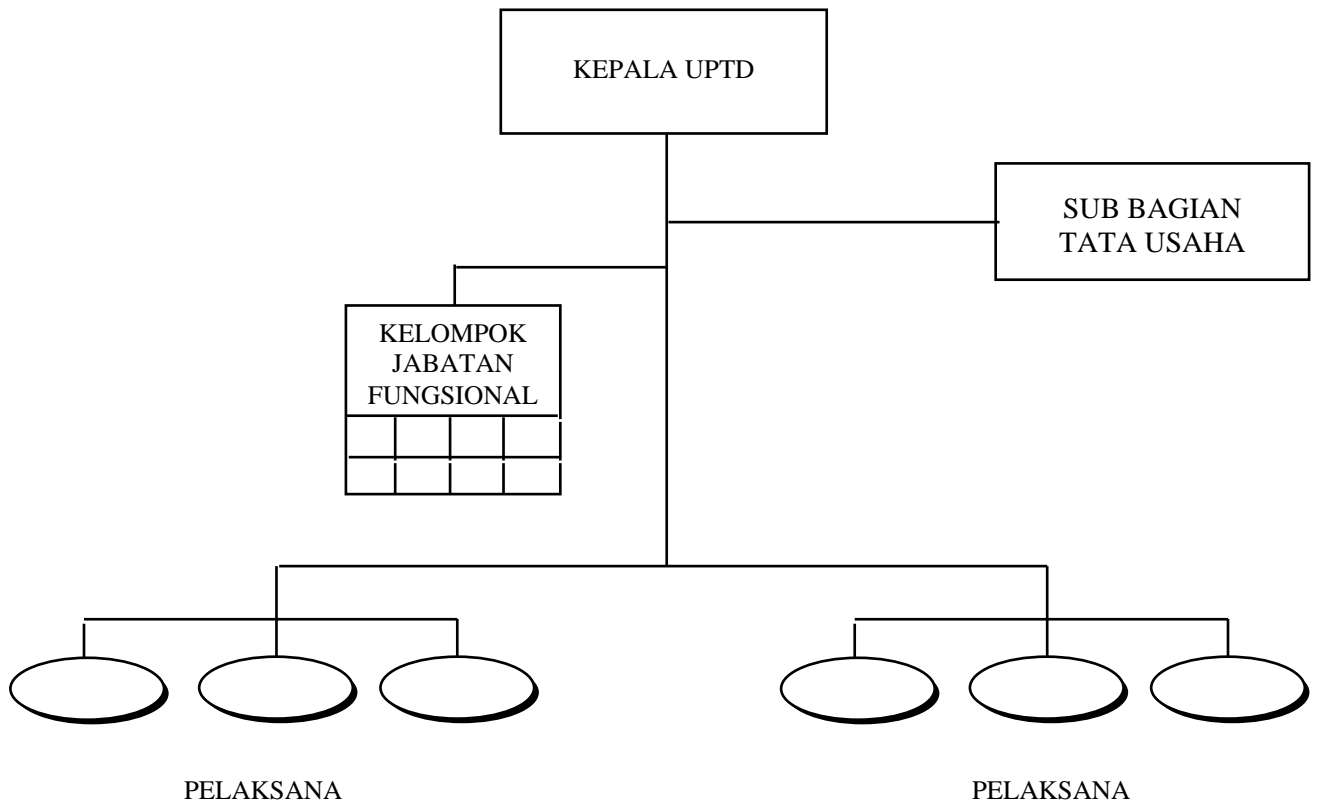 KEPALA UPTD
SUB BAGIAN
TATA USAHA
KELOMPOK
JABATAN
FUNGSIONAL
PELAKSANA
PELAKSANA